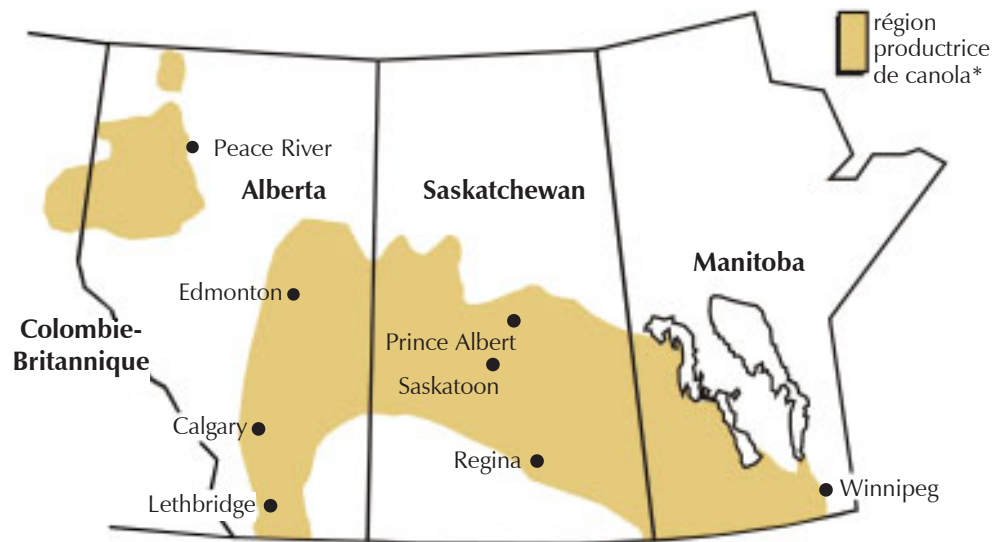 région
productrice
de canola*
Peace River
Alberta
Saskatchewan
Manitoba
Edmonton
Colombie-
Britannique
Prince Albert
Saskatoon
Calgary
Regina
Lethbridge
Winnipeg